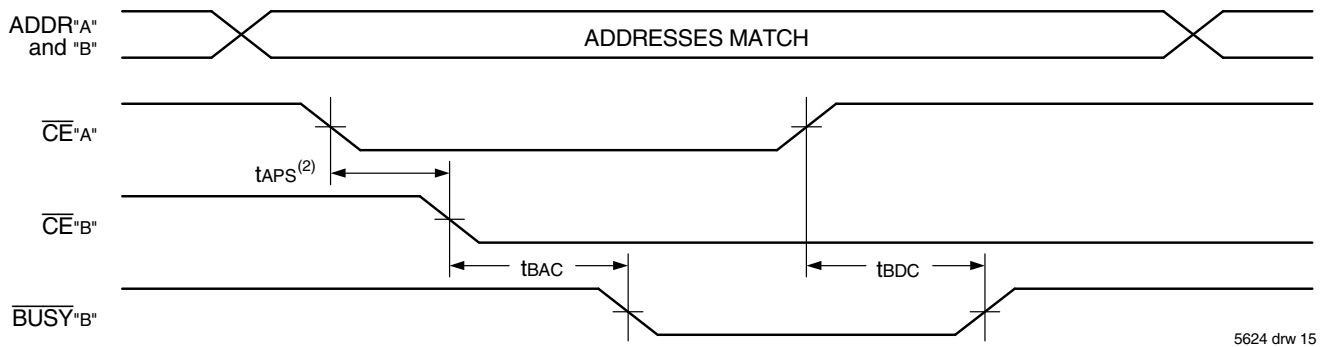 ADDR"A"
and "B"
ADDRESSES MATCH
CE"A"
tAPS(2)
CE"B"
tBAC
tBDC
BUSY"B"
5624 drw 15